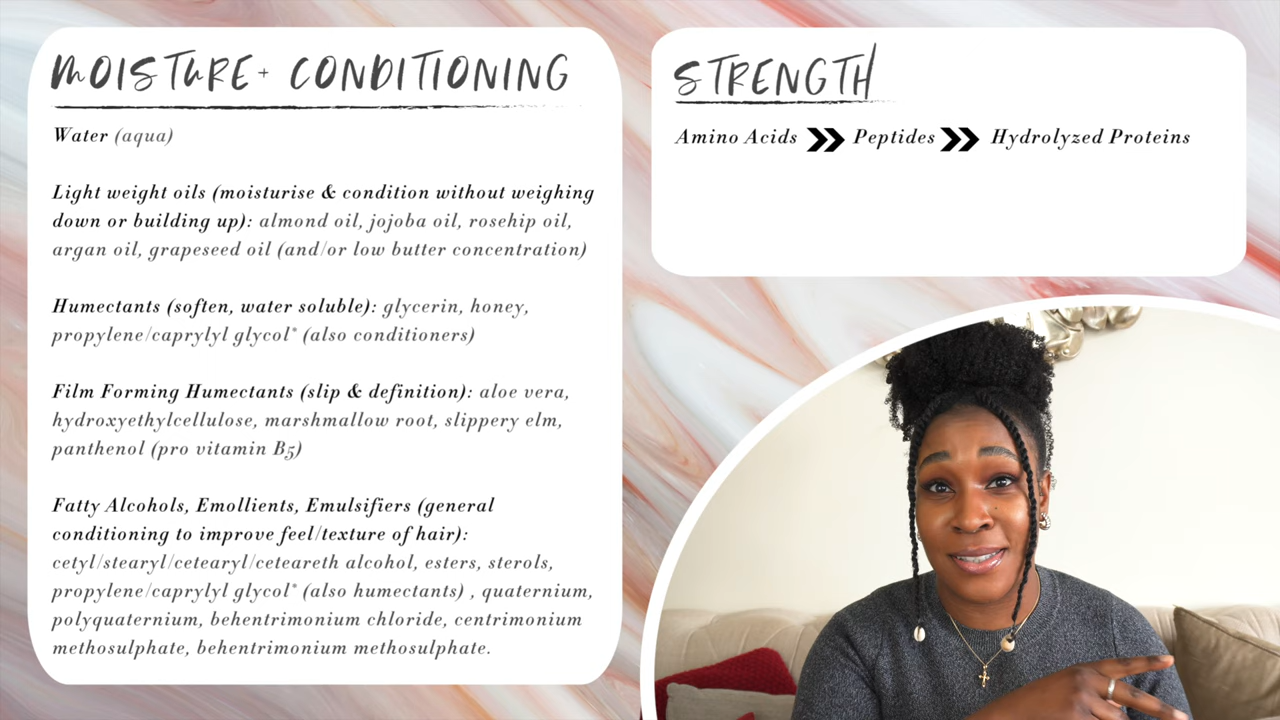 MOISTURE+ CONDITIONING
Water (aqua)
Light weight oils (moisturise & condition without weighing
down or building up): almond oil, jojoba oil, rosehip oil,
argan oil, grapeseed oil (and/or low butter concentration)
Humectants (soften, water soluble): glycerin, honey,
propylene/caprylyl glycol* (also conditioners)
Film Forming Humectants (slip & definition): aloe vera,
hydroxyethylcellulose, marshmallow root, slippery elm,
panthenol (pro vitamin B5)
Fatty Alcohols, Emollients, Emulsifiers (general
conditioning to improve feel/texture of hair):
cetyl/stearyl/cetearyl/ceteareth alcohol, esters, sterols,
propylene/caprylyl glycol* (also humectants) , quaternium,
polyquaternium, behentrimonium chloride, centrimonium
methosulphate, behentrimonium methosulphate.
STRENGTH
Amino Acids Peptides Hydrolyzed Proteins